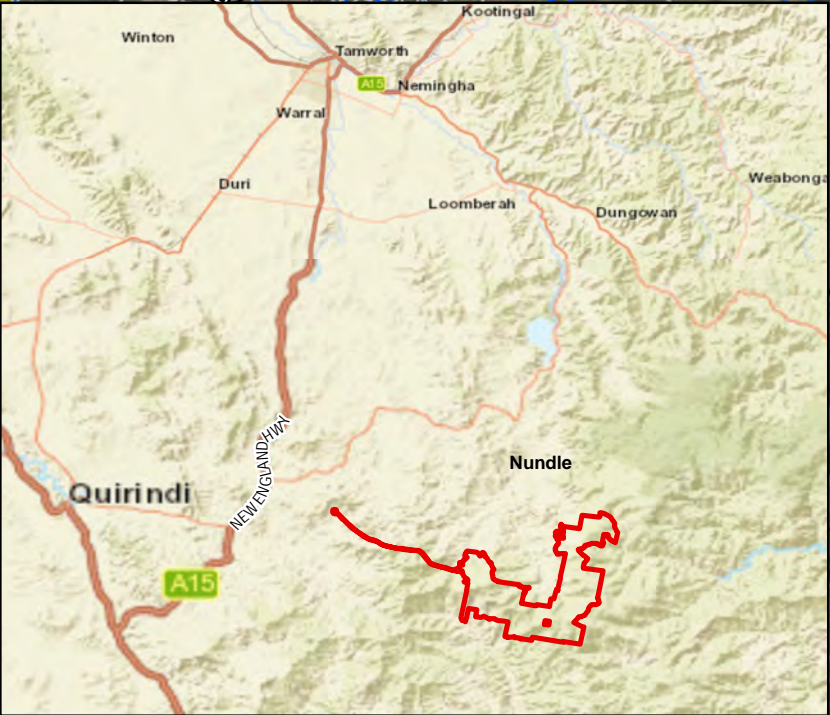 Kootingal
Winton
Tamworth
A15
Nemingha
Warral
Duri
Weabonga
Loomberah
Dungowan
NEW ENGLAND HWY
Nundle
Quirindi
A15